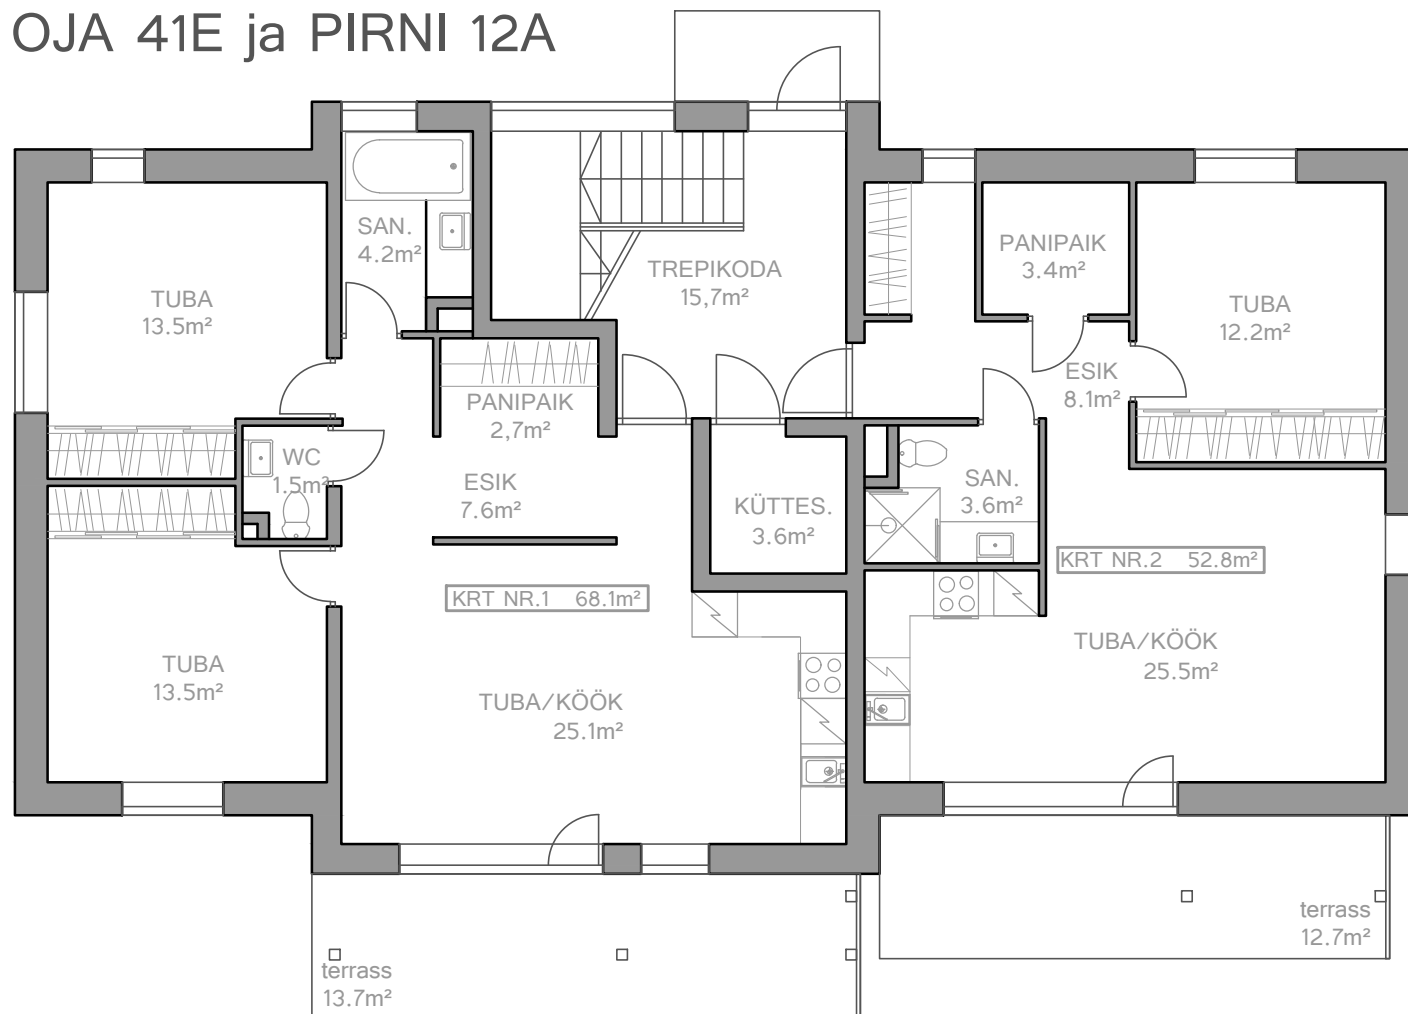 OJA 41E ja PIRNI 12A
SAN.
4.2m²
TREPIKODA
15,7m²
PANIPAIK
3.4m²
TUBA
13.5m²
TUBA
12.2m²
ESIK
8.1m²
PANIPAIK
2,7m²
WC
1.5m²
ESIK
7.6m²
KÜTTES.
3.6m²
SAN.
3.6m²
KRT NR.2 52.8m²
KRT NR.1 68.1m²
TUBA
13.5m²
TUBA/KÖÖK
25.1m²
TUBA/KÖÖK
25.5m²
terrass
12.7m²
terrass
13.7m²